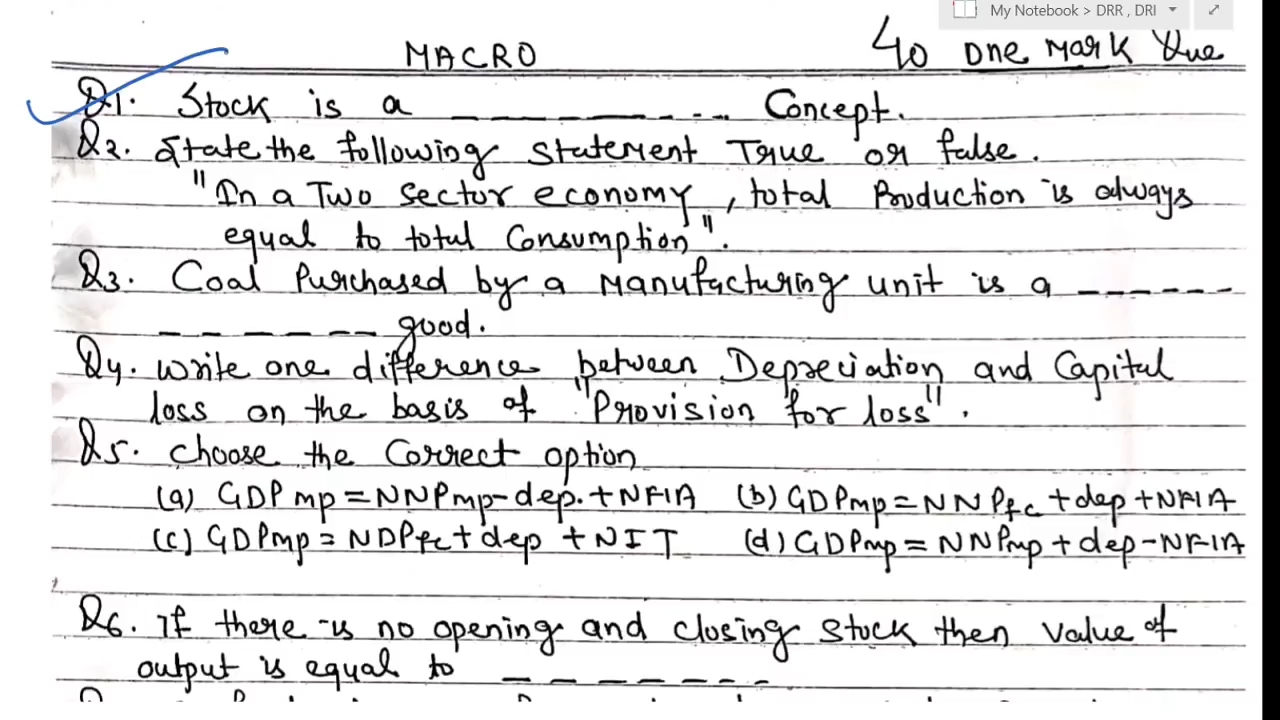 My Notebook > DRR , DRI
MACRO 40 One Mark Que
Q1. Stock is a _ _ _ _ _ _ _ _ _ Concept.
Q2. State the following Statement True or false.
"In a Two Sector economy, total Production is always
equal to total Consumption".
Q3. Coal Purchased by a Manufacturing unit is a _ _ _ _ _ _
_ _ _ _ _ _ _ good.
Q4. Write one difference between Depreciation and Capital
loss on the basis of "Provision for loss".
Q5. Choose the Correct option
(a) GDPmp = NNPmp - dep. + NFIA (b) GDPmp = NNPfc + dep + NFIA
(c) GDPmp = NDPfc + dep + NIT (d) GDPmp = NNPmp + dep - NFIA
Q6. If there is no opening and closing Stock then value of
output is equal to _ _ _ _ _ _ _ _